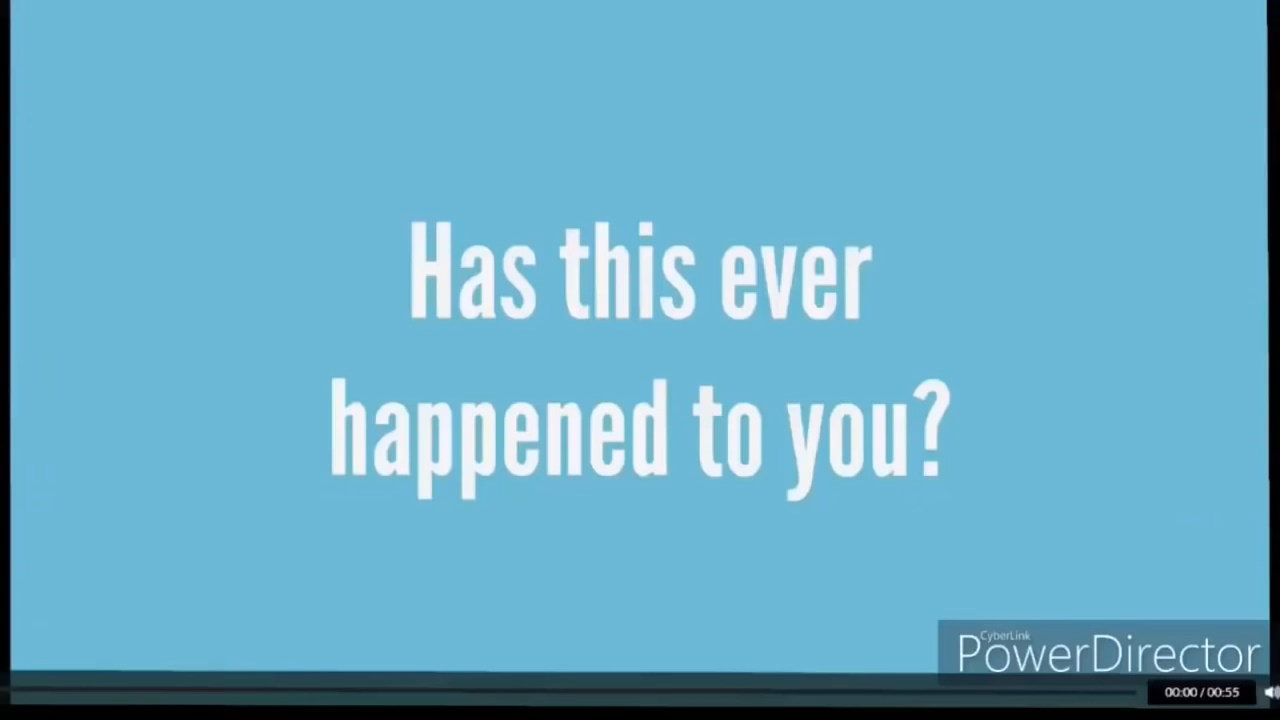 Has this ever
happened to you?
CyberLink
PowerDirector
00:00 / 00:55